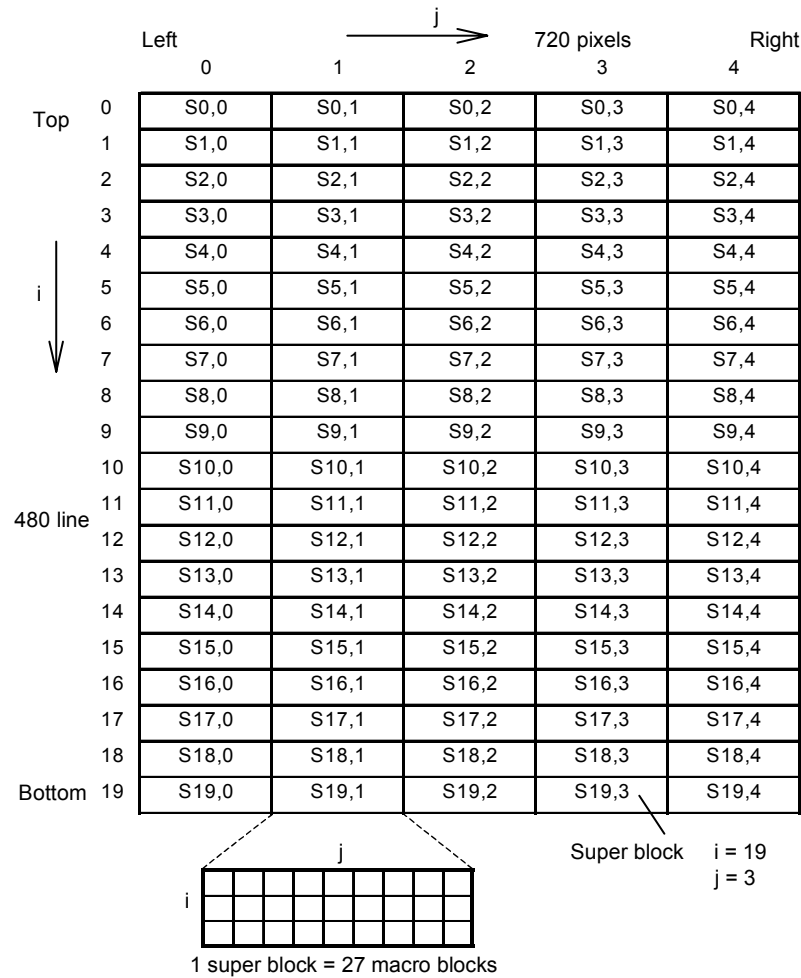 j
Left 720 pixels Right
0 1 2 3 4
Top 0 S0,0 S0,1 S0,2 S0,3 S0,4
1 S1,0 S1,1 S1,2 S1,3 S1,4
2 S2,0 S2,1 S2,2 S2,3 S2,4
3 S3,0 S3,1 S3,2 S3,3 S3,4
4 S4,0 S4,1 S4,2 S4,3 S4,4
i 5 S5,0 S5,1 S5,2 S5,3 S5,4
6 S6,0 S6,1 S6,2 S6,3 S6,4
7 S7,0 S7,1 S7,2 S7,3 S7,4
8 S8,0 S8,1 S8,2 S8,3 S8,4
9 S9,0 S9,1 S9,2 S9,3 S9,4
10 S10,0 S10,1 S10,2 S10,3 S10,4
480 line 11 S11,0 S11,1 S11,2 S11,3 S11,4
12 S12,0 S12,1 S12,2 S12,3 S12,4
13 S13,0 S13,1 S13,2 S13,3 S13,4
14 S14,0 S14,1 S14,2 S14,3 S14,4
15 S15,0 S15,1 S15,2 S15,3 S15,4
16 S16,0 S16,1 S16,2 S16,3 S16,4
17 S17,0 S17,1 S17,2 S17,3 S17,4
18 S18,0 S18,1 S18,2 S18,3 S18,4
Bottom 19 S19,0 S19,1 S19,2 S19,3 S19,4
Super block i = 19
j = 3
j
i
1 super block = 27 macro blocks